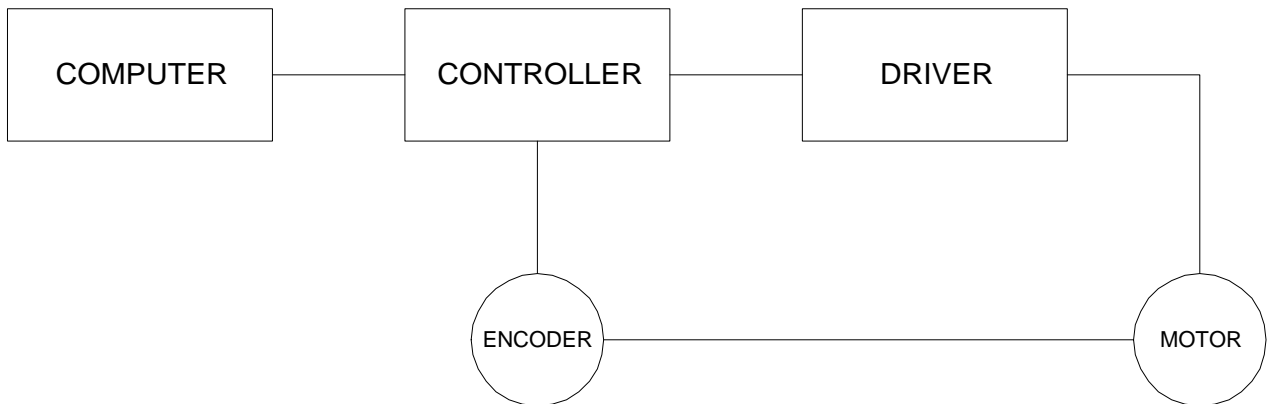 COMPUTER
CONTROLLER
DRIVER
ENCODER
MOTOR